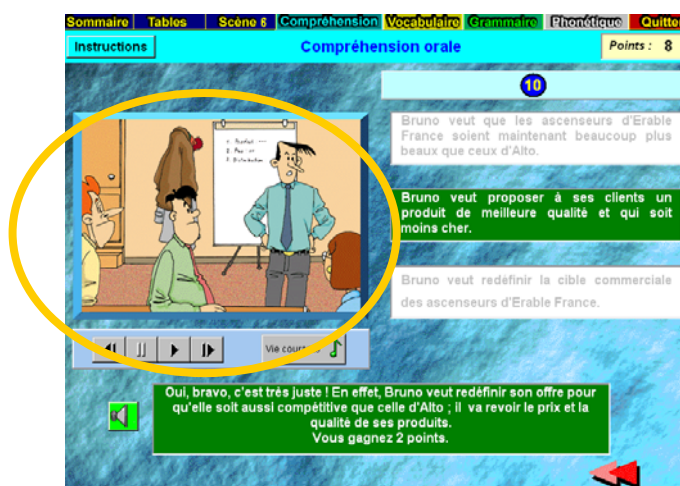 Sommaire Tables Scène 6 Compréhension Vocabulaire Grammaire Phonétique Quitter
Instructions Compréhension orale Points : 8
10
Bruno veut que les ascenseurs d'Erable
France soient maintenant beaucoup plus
beaux que ceux d'Alto.
Bruno veut proposer à ses clients un
produit de meilleure qualité et qui soit
moins cher.
Bruno veut redéfinir la cible commerciale
des ascenseurs d'Erable France.
1.
2.
3. Distribution
Vie
Oui, bravo, c'est très juste ! En effet, Bruno veut redéfinir son offre pour
qu'elle soit aussi compétitive que celle d'Alto ; il va revoir le prix et la
qualité de ses produits.
Vous gagnez 2 points.